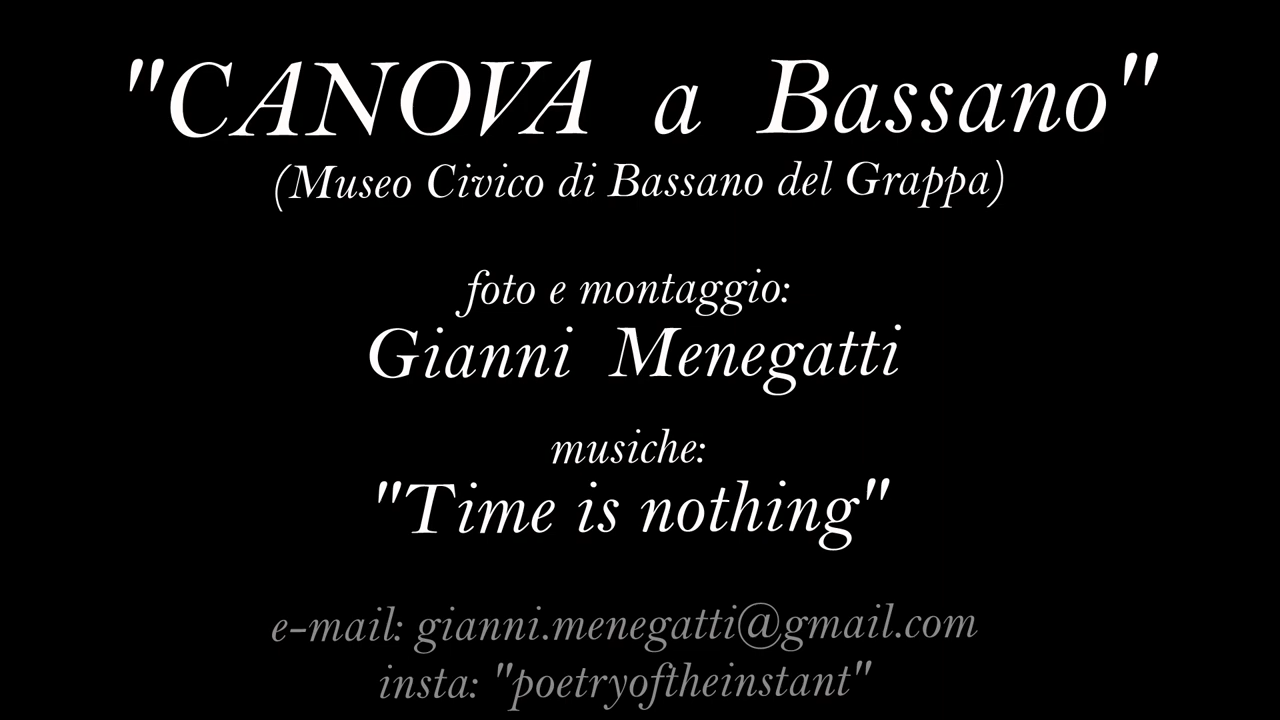 "CANOVA a Bassano"
(Museo Civico di Bassano del Grappa)
foto e montaggio:
Gianni Menegatti
musiche:
"Time is nothing"
e-mail: gianni.menegatti@gmail.com
insta: "poetryoftheinstant"